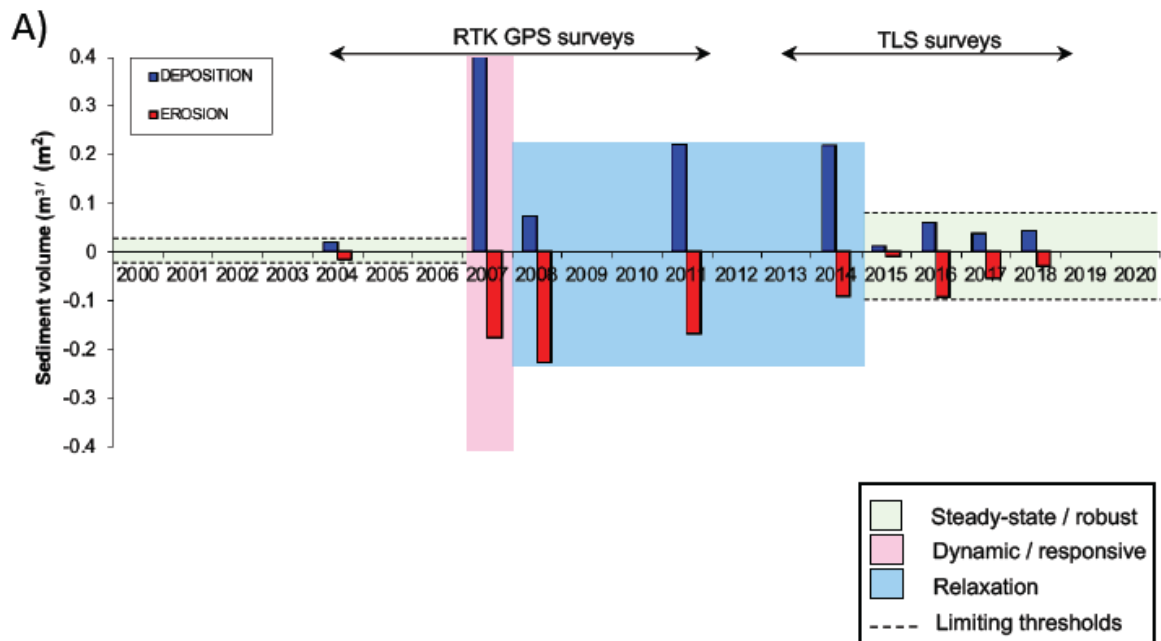 A)
RTK GPS surveys
TLS surveys
DEPOSITION
EROSION
Sediment volume (m³/ (m²)
0.4
0.3
0.2
0.1
0
-0.1
-0.2
-0.3
-0.4
2000 2001 2002 2003 2004 2005 2006 2007 2008 2009 2010 2011 2012 2013 2014 2015 2016 2017 2018 2019 2020
Steady-state / robust
Dynamic / responsive
Relaxation
Limiting thresholds